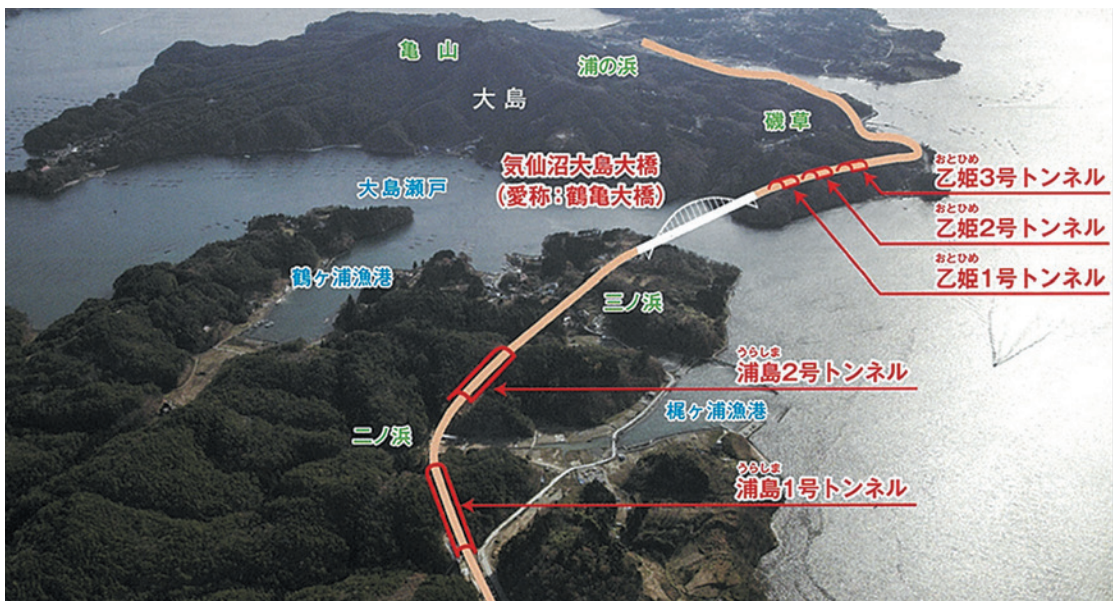 亀山
浦の浜
大島
磯草
気仙沼大島大橋
(愛称:鶴亀大橋)
大島瀬戸
おとひめ
乙姫3号トンネル
おとひめ
乙姫2号トンネル
おとひめ
乙姫1号トンネル
鶴ヶ浦漁港
三ノ浜
うらしま
浦島2号トンネル
梶ヶ浦漁港
二ノ浜
うらしま
浦島1号トンネル